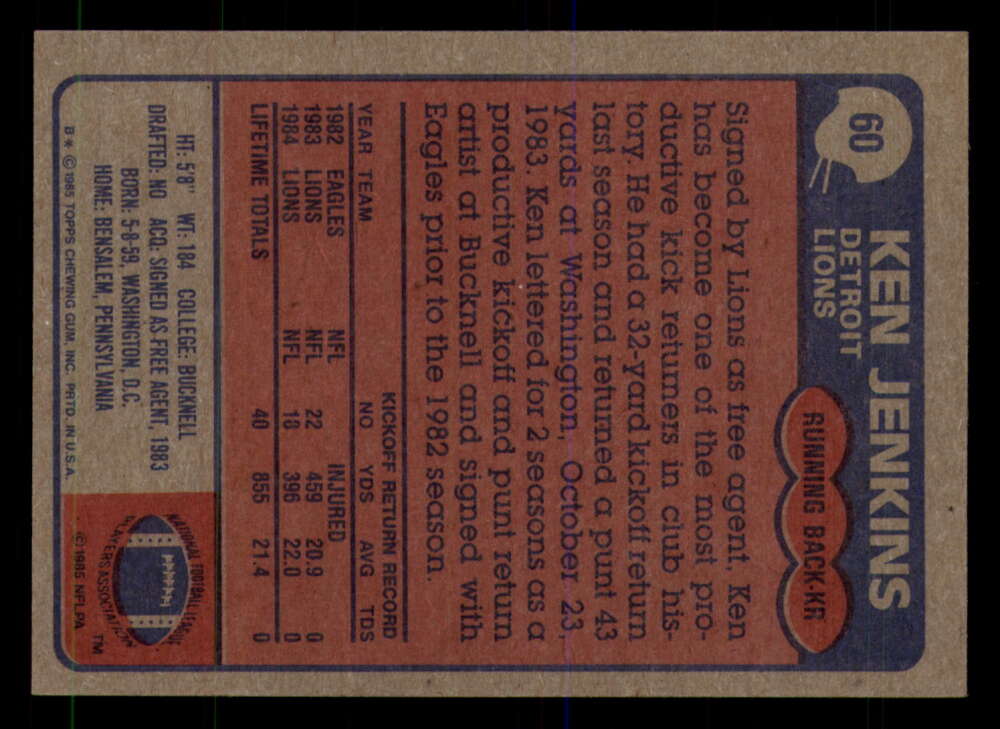 60
KEN JENKINS
DETROIT
LIONS
RUNNING BACK-KR
Signed by Lions as free agent, Ken
has become one of the most pro-
ductive kick returners in club his-
tory. He had a 32-yard kickoff return
last season and returned a punt 43
yards at Washington, October 23,
1983. Ken lettered for 2 seasons as a
productive kickoff and punt return
artist at Bucknell and signed with
Eagles prior to the 1982 season.
KICKOFF RETURN RECORD
YEAR TEAM NO YDS AVG TDS
1982 EAGLES NFL INJURED
1983 LIONS NFL 22 459 20.9 0
1984 LIONS NFL 18 396 22.0 0
LIFETIME TOTALS 40 855 21.4 0
HT: 5'8" WT: 184 COLLEGE: BUCKNELL
DRAFTED: NO ACQ: SIGNED AS FREE AGENT, 1983
BORN: 5-8-59, WASHINGTON, D.C.
HOME: BENSALEM, PENNSYLVANIA
B* © 1985 TOPPS CHEWING GUM, INC. PRTD. IN U.S.A.
NATIONAL FOOTBALL LEAGUE
PLAYERS ASSOCIATION
TM
© 1985 NFLPA